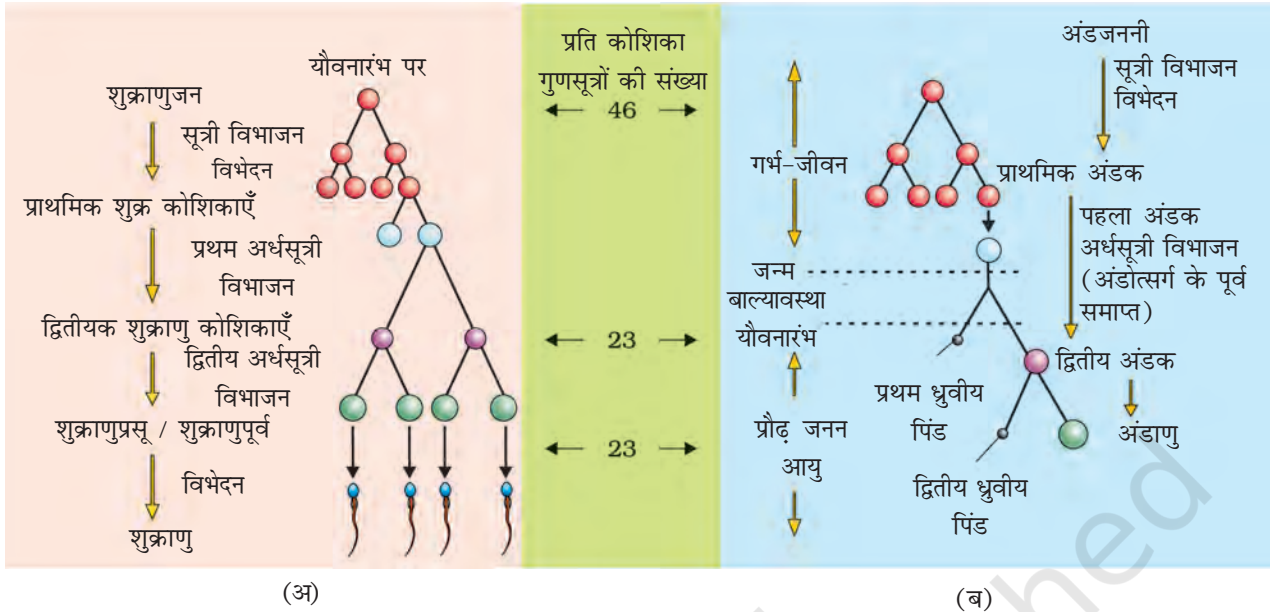 शुक्राणुजन
सूत्री विभाजन
विभेदन
प्राथमिक शुक्र कोशिकाएँ
प्रथम अर्धसूत्री
विभाजन
द्वितीयक शुक्राणु कोशिकाएँ
द्वितीय अर्धसूत्री
विभाजन
शुक्राणुप्रसू / शुक्राणुपूर्व
विभेदन
शुक्राणु
यौवनारंभ पर
(अ)
प्रति कोशिका
गुणसूत्रों की संख्या
46
23
23
गर्भ-जीवन
जन्म
बाल्यावस्था
यौवनारंभ
प्रौढ़ जनन
आयु
प्रथम ध्रुवीय
पिंड
द्वितीय ध्रुवीय
पिंड
अंडजननी
सूत्री विभाजन
विभेदन
प्राथमिक अंडक
पहला अंडक
अर्धसूत्री विभाजन
(अंडोत्सर्ग के पूर्व
समाप्त)
द्वितीय अंडक
अंडाणु
(ब)